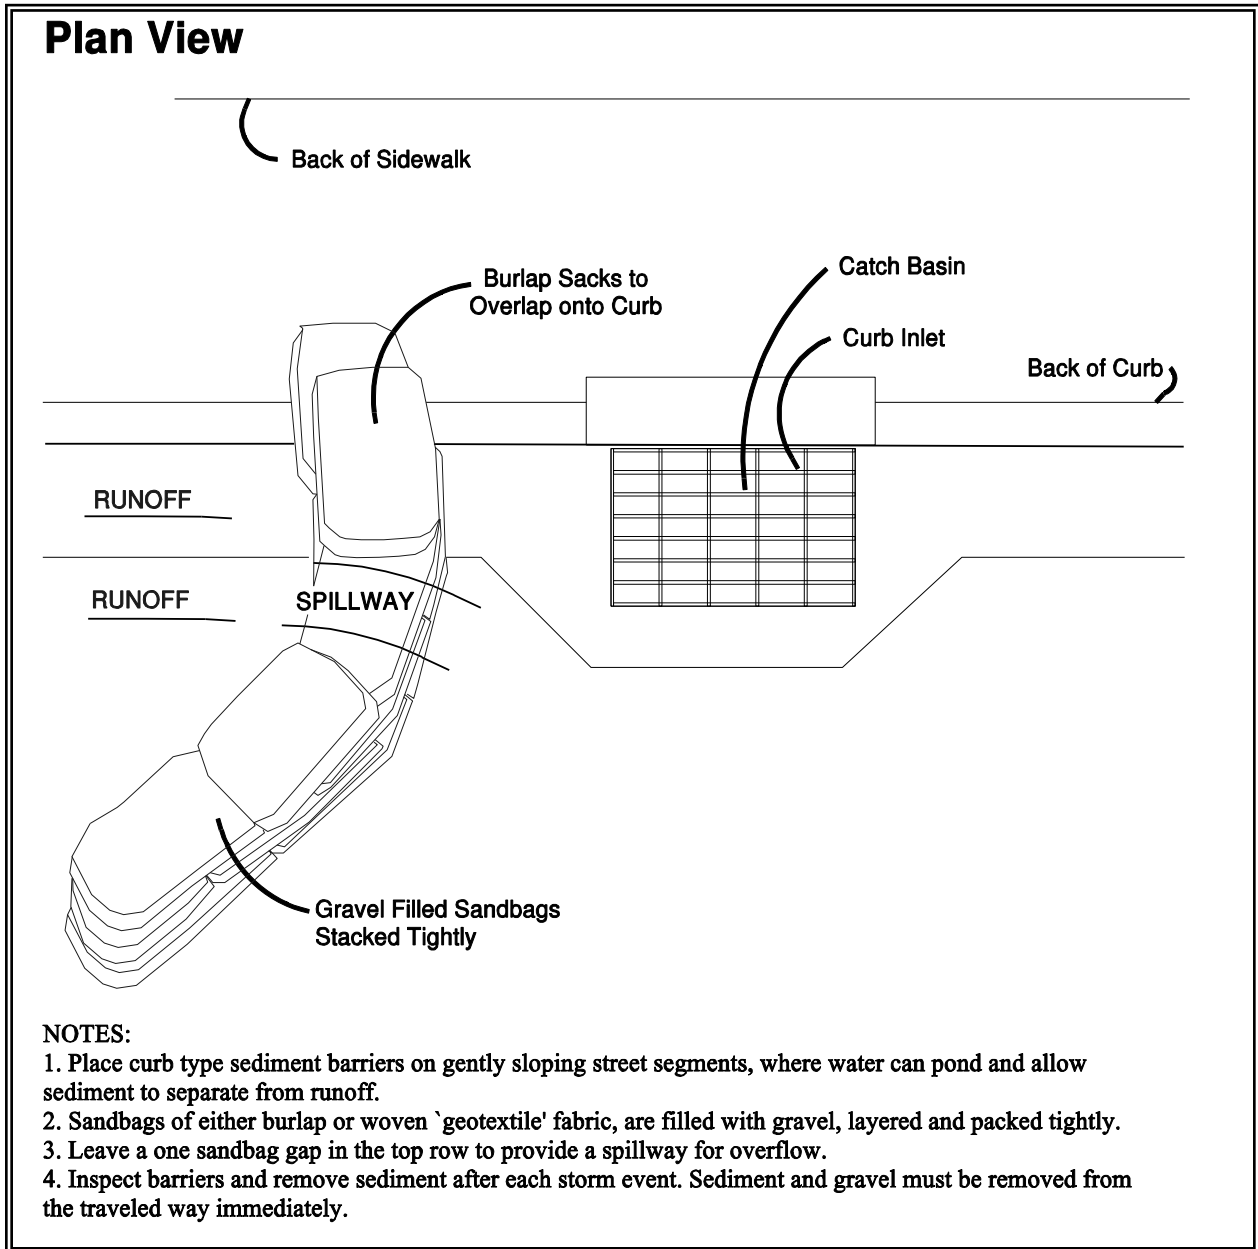 Plan View
Back of Sidewalk
Burlap Sacks to
Overlap onto Curb
Catch Basin
Curb Inlet
Back of Curb
RUNOFF
RUNOFF
SPILLWAY
Gravel Filled Sandbags
Stacked Tightly
NOTES:
1. Place curb type sediment barriers on gently sloping street segments, where water can pond and allow
sediment to separate from runoff.
2. Sandbags of either burlap or woven `geotextile' fabric, are filled with gravel, layered and packed tightly.
3. Leave a one sandbag gap in the top row to provide a spillway for overflow.
4. Inspect barriers and remove sediment after each storm event. Sediment and gravel must be removed from
the traveled way immediately.